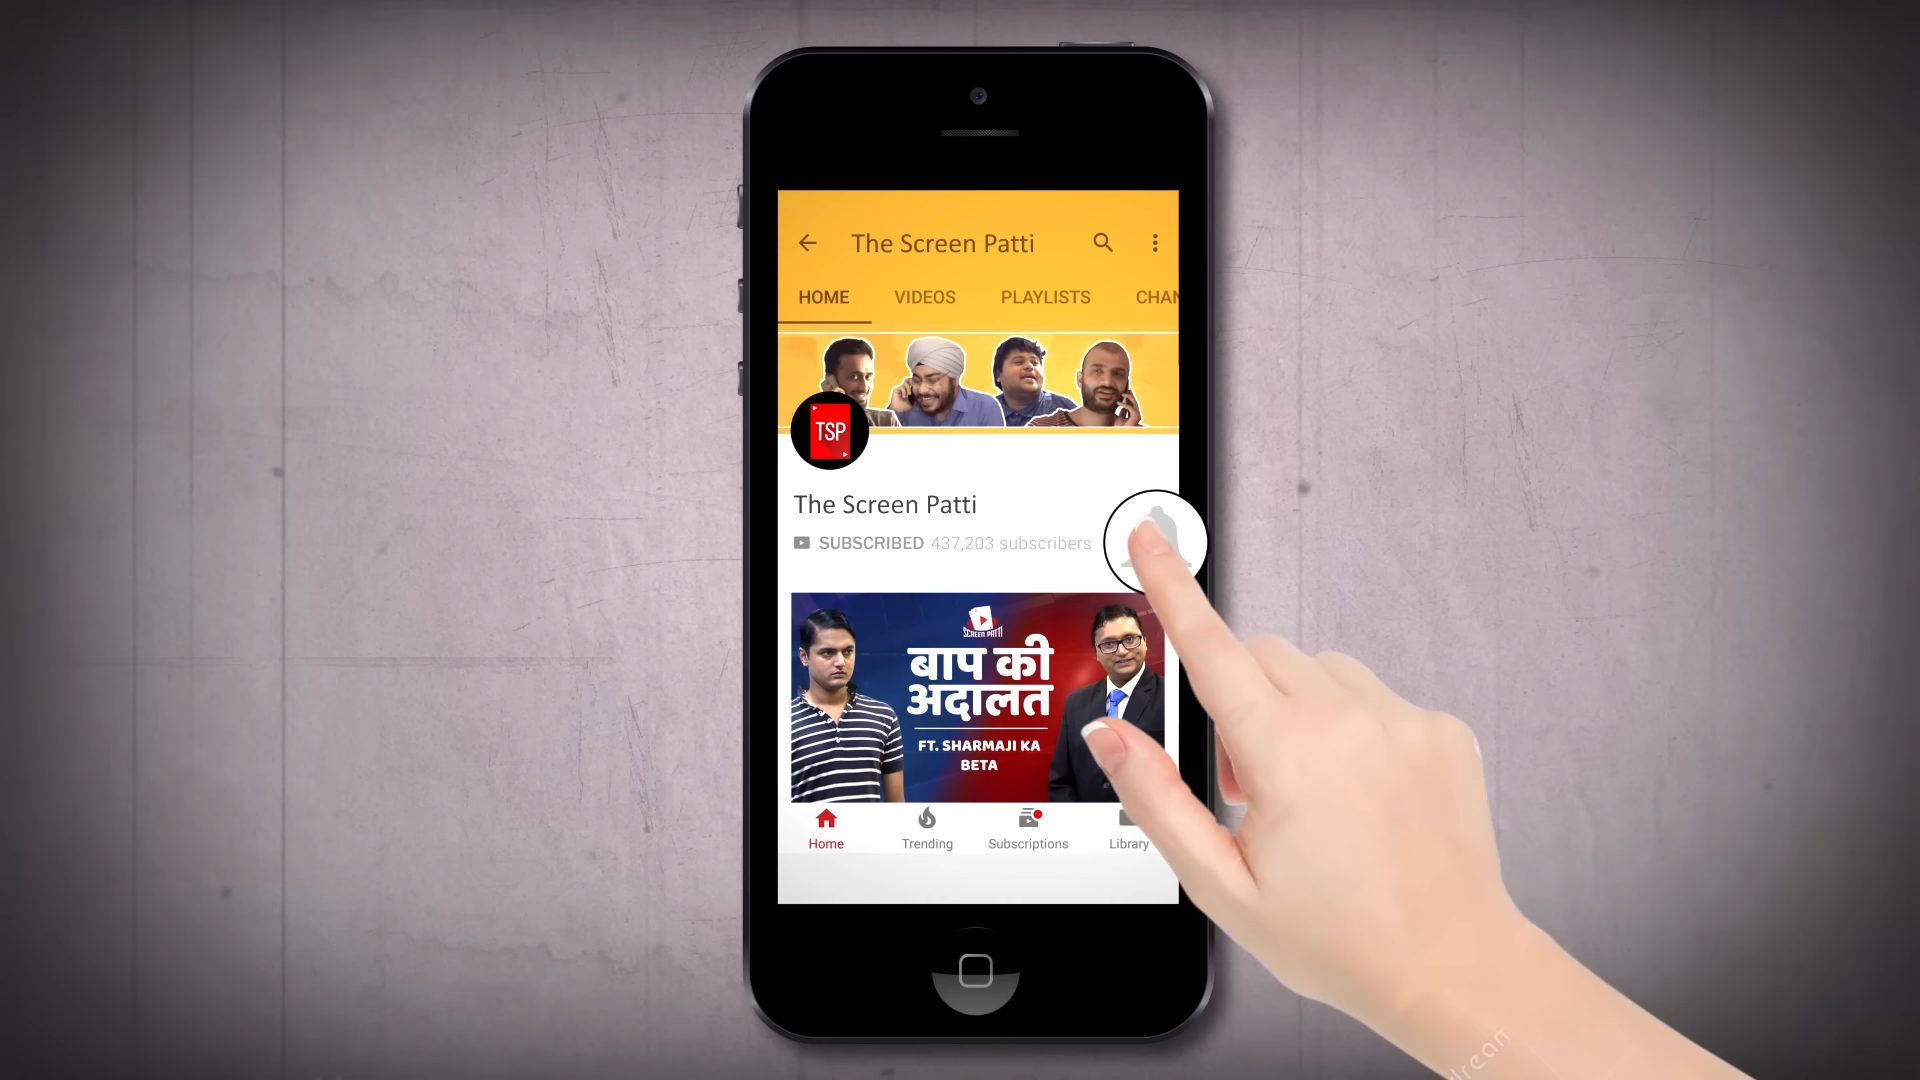 The Screen Patti
HOME VIDEOS PLAYLISTS CHAN
TSP
The Screen Patti
SUBSCRIBED 437,203 subscribers
SCREEN PATTI
बाप की
अदालत
FT. SHARMAJI KA
BETA
Home Trending Subscriptions Library